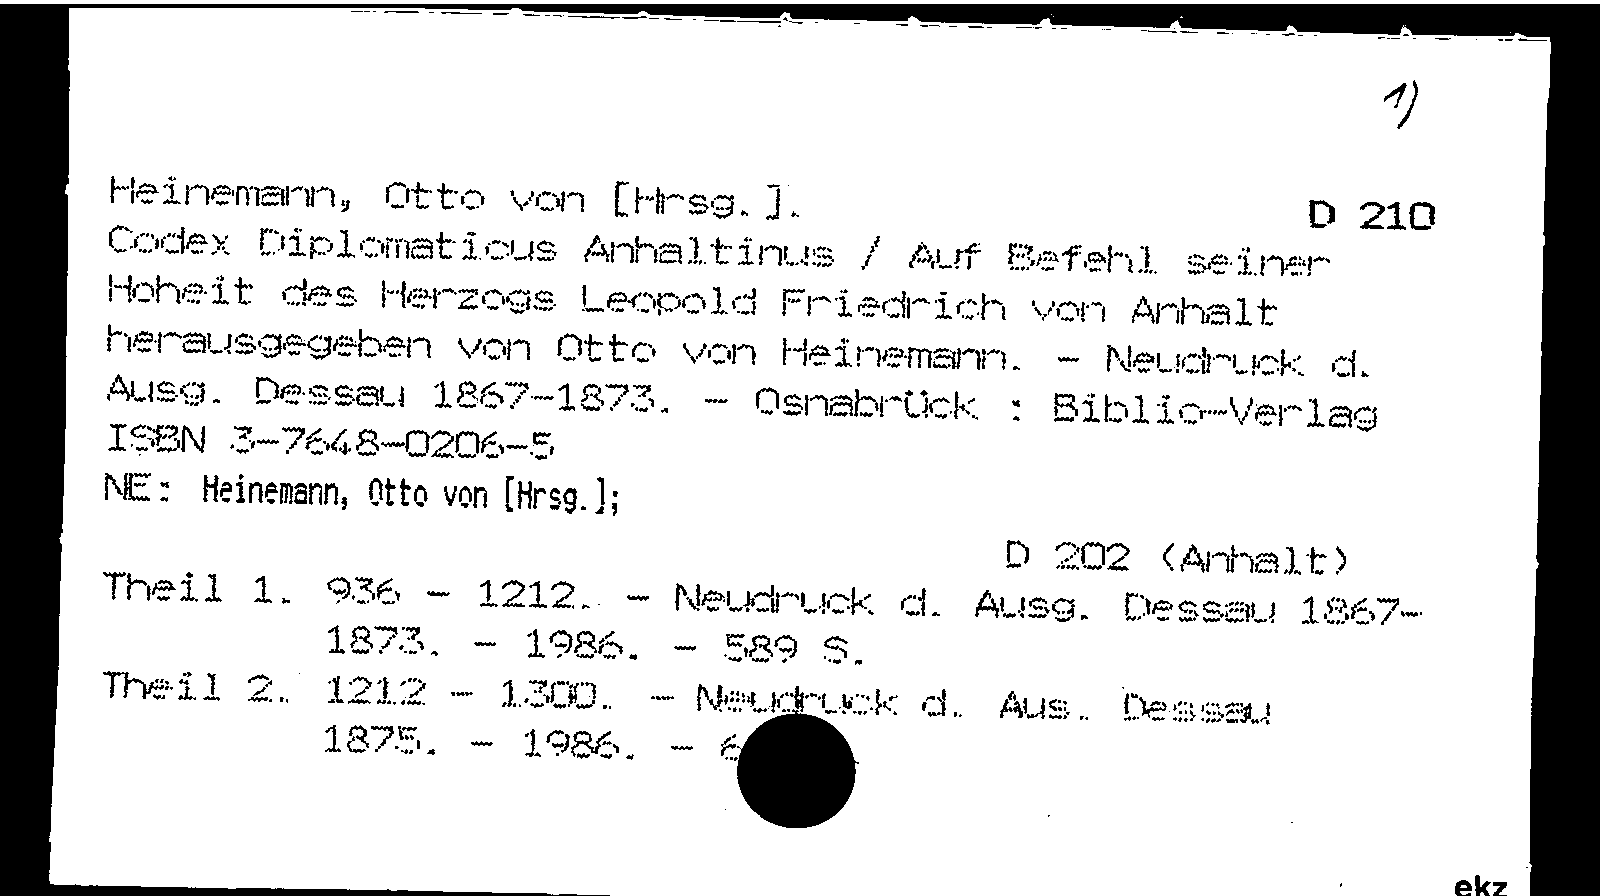 1)
Heinemann, Otto von [Hrsg.].
D 210
Codex Diplomaticus Anhaltinus / Auf Befehl seiner
Hoheit des Herzogs Leopold Friedrich von Anhalt
herausgegeben von Otto von Heinemann. - Neudruck d.
Ausg. Dessau 1867-1873. - Osnabrück : Biblio-Verlag
ISBN 3-7648-0206-5
NE: Heinemann, Otto von [Hrsg.];
D 202 (Anhalt)
Theil 1. 936 - 1212. - Neudruck d. Ausg. Dessau 1867-
1873. - 1986. - 589 S.
Theil 2. 1212 - 1300. - Neudruck d. Aus. Dessau
1875. - 1986. -
ekz